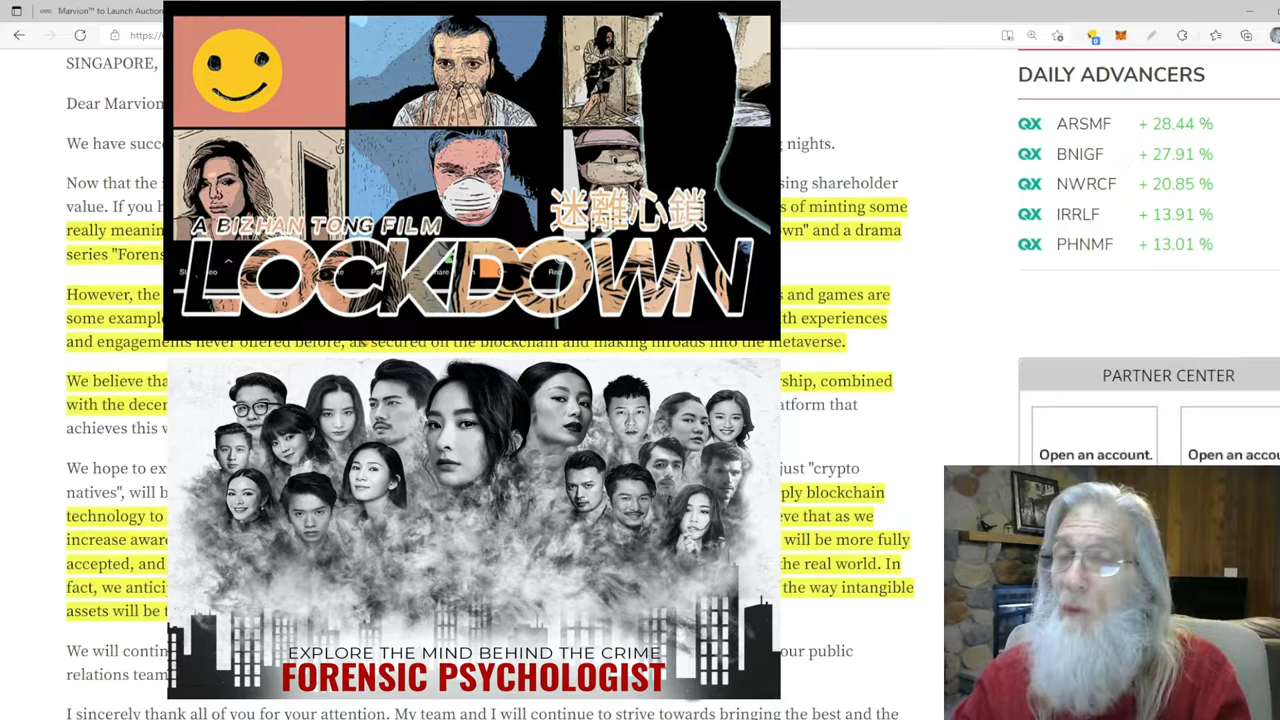 Marvion™ to Launch Auction
https://
SINGAPORE,
Dear Marvion
We have succ
nights.
Now that the i
sing shareholder
value. If you h
s of minting some
really meanin
own" and a drama
series "Forens
However, the
s and games are
some example
th experiences
and engagements never offered before, all secured on the blockchain and making inroads into the metaverse.
We believe tha
rship, combined
with the decen
atform that
achieves this w
We hope to ex
just "crypto
natives", will b
ply blockchain
technology to
eve that as we
increase awar
will be more fully
accepted, and
the real world. In
fact, we antici
the way intangible
assets will be t
We will contin
our public
relations team
I sincerely thank all of you for your attention. My team and I will continue to strive towards bringing the best and the
A BIZHAN TONG FILM
迷離心鎖
LOCKDOWN
EXPLORE THE MIND BEHIND THE CRIME
FORENSIC PSYCHOLOGIST
DAILY ADVANCERS
QX ARSMF + 28.44 %
QX BNIGF + 27.91 %
QX NWRCF + 20.85 %
QX IRRLF + 13.91 %
QX PHNMF + 13.01 %
PARTNER CENTER
Open an account.
Open an accou